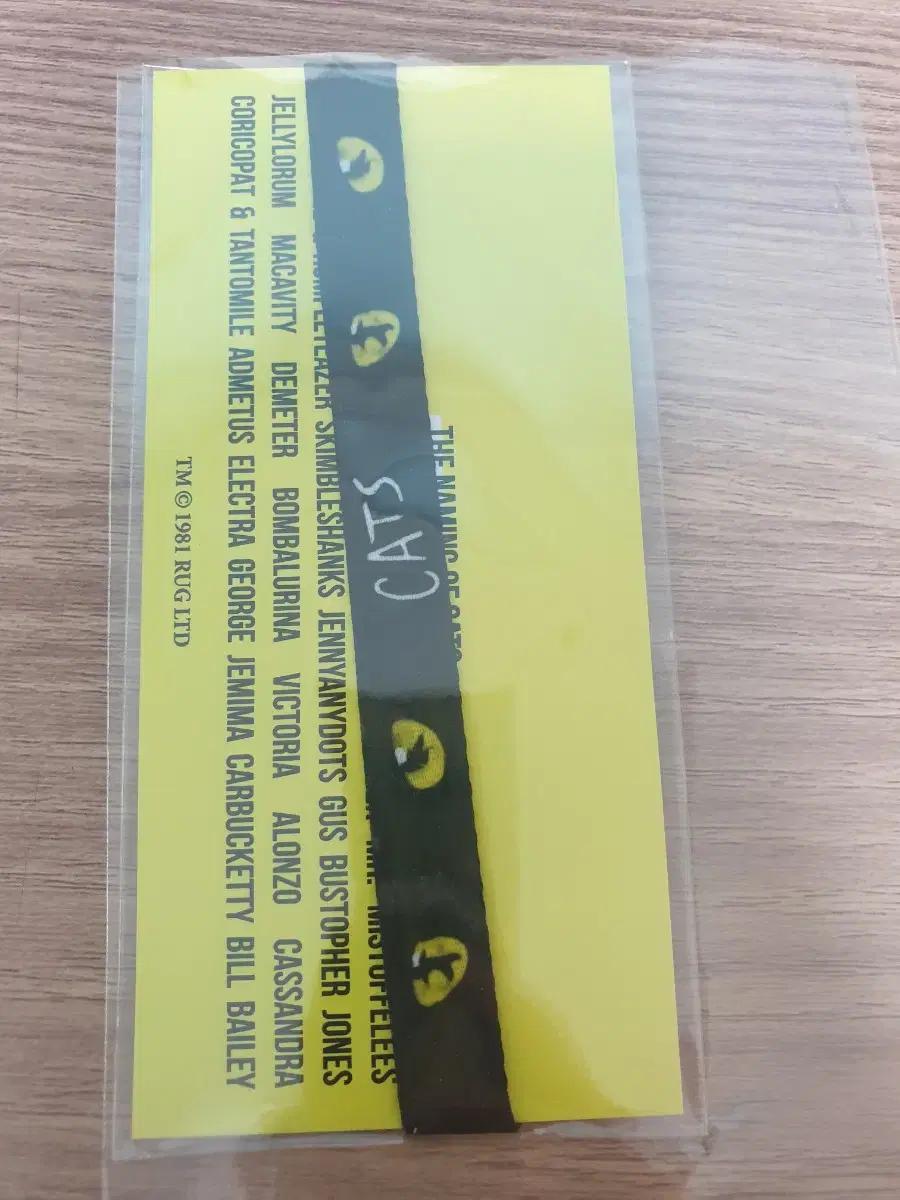 THE NAMING OF CATS
CATS
MISTOFFELEES
SKIMBLESHANKS JENNYANYDOTS GUS BUSTOPHER JONES
JELLYLORUM MACAVITY DEMETER BOMBALURINA VICTORIA ALONZO CASSANDRA
CORICOPAT & TANTOMILE ADMETUS ELECTRA GEORGE JEMIMA CARBUCKETTY BILL BAILEY
TM © 1981 RUG LTD